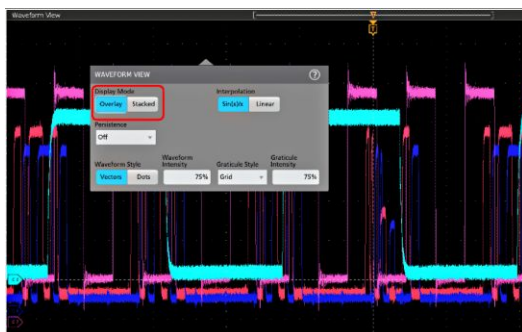 Waveform View
WAVEFORM VIEW
Display Mode
Interpolation
Overlay Stacked
Sin(x)/x Linear
Persistence
Off
Waveform Style
Waveform Intensity
Graticule Style
Graticule Intensity
Vectors Dots
75%
Grid
75%